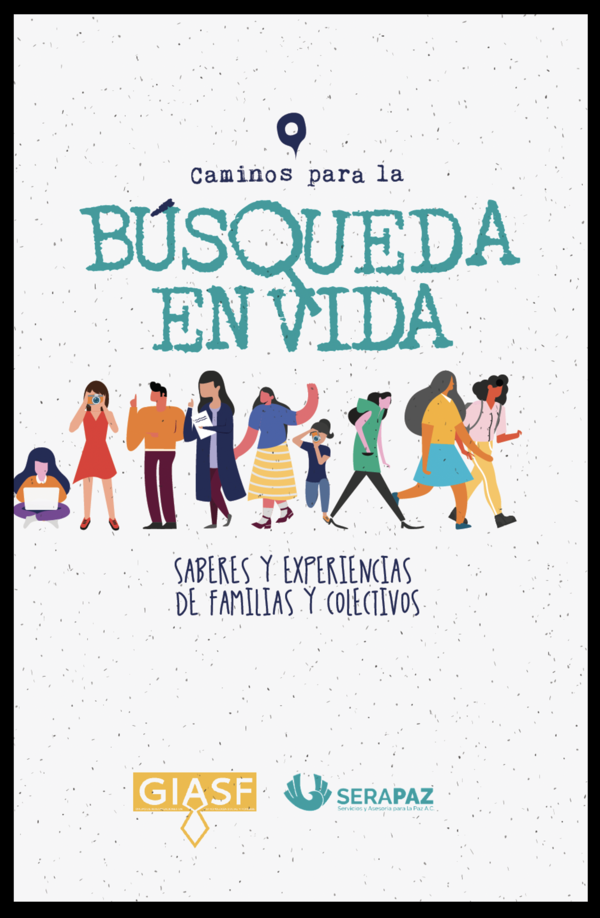 Caminos para la
BÚSQUEDA
EN VIDA
SABERES Y EXPERIENCIAS
DE FAMILIAS Y COLECTIVOS
GIASF
SERAPAZ
Servicios y Asesoría para la Paz A.C.